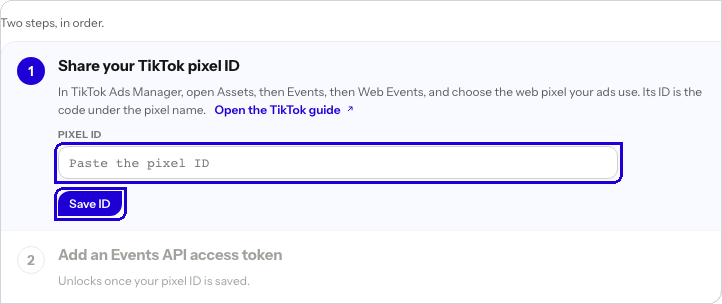 Two steps, in order.
1
Share your TikTok pixel ID
In TikTok Ads Manager, open Assets, then Events, then Web Events, and choose the web pixel your ads use. Its ID is the
code under the pixel name. Open the TikTok guide ↗
PIXEL ID
Paste the pixel ID
Save ID
2
Add an Events API access token
Unlocks once your pixel ID is saved.